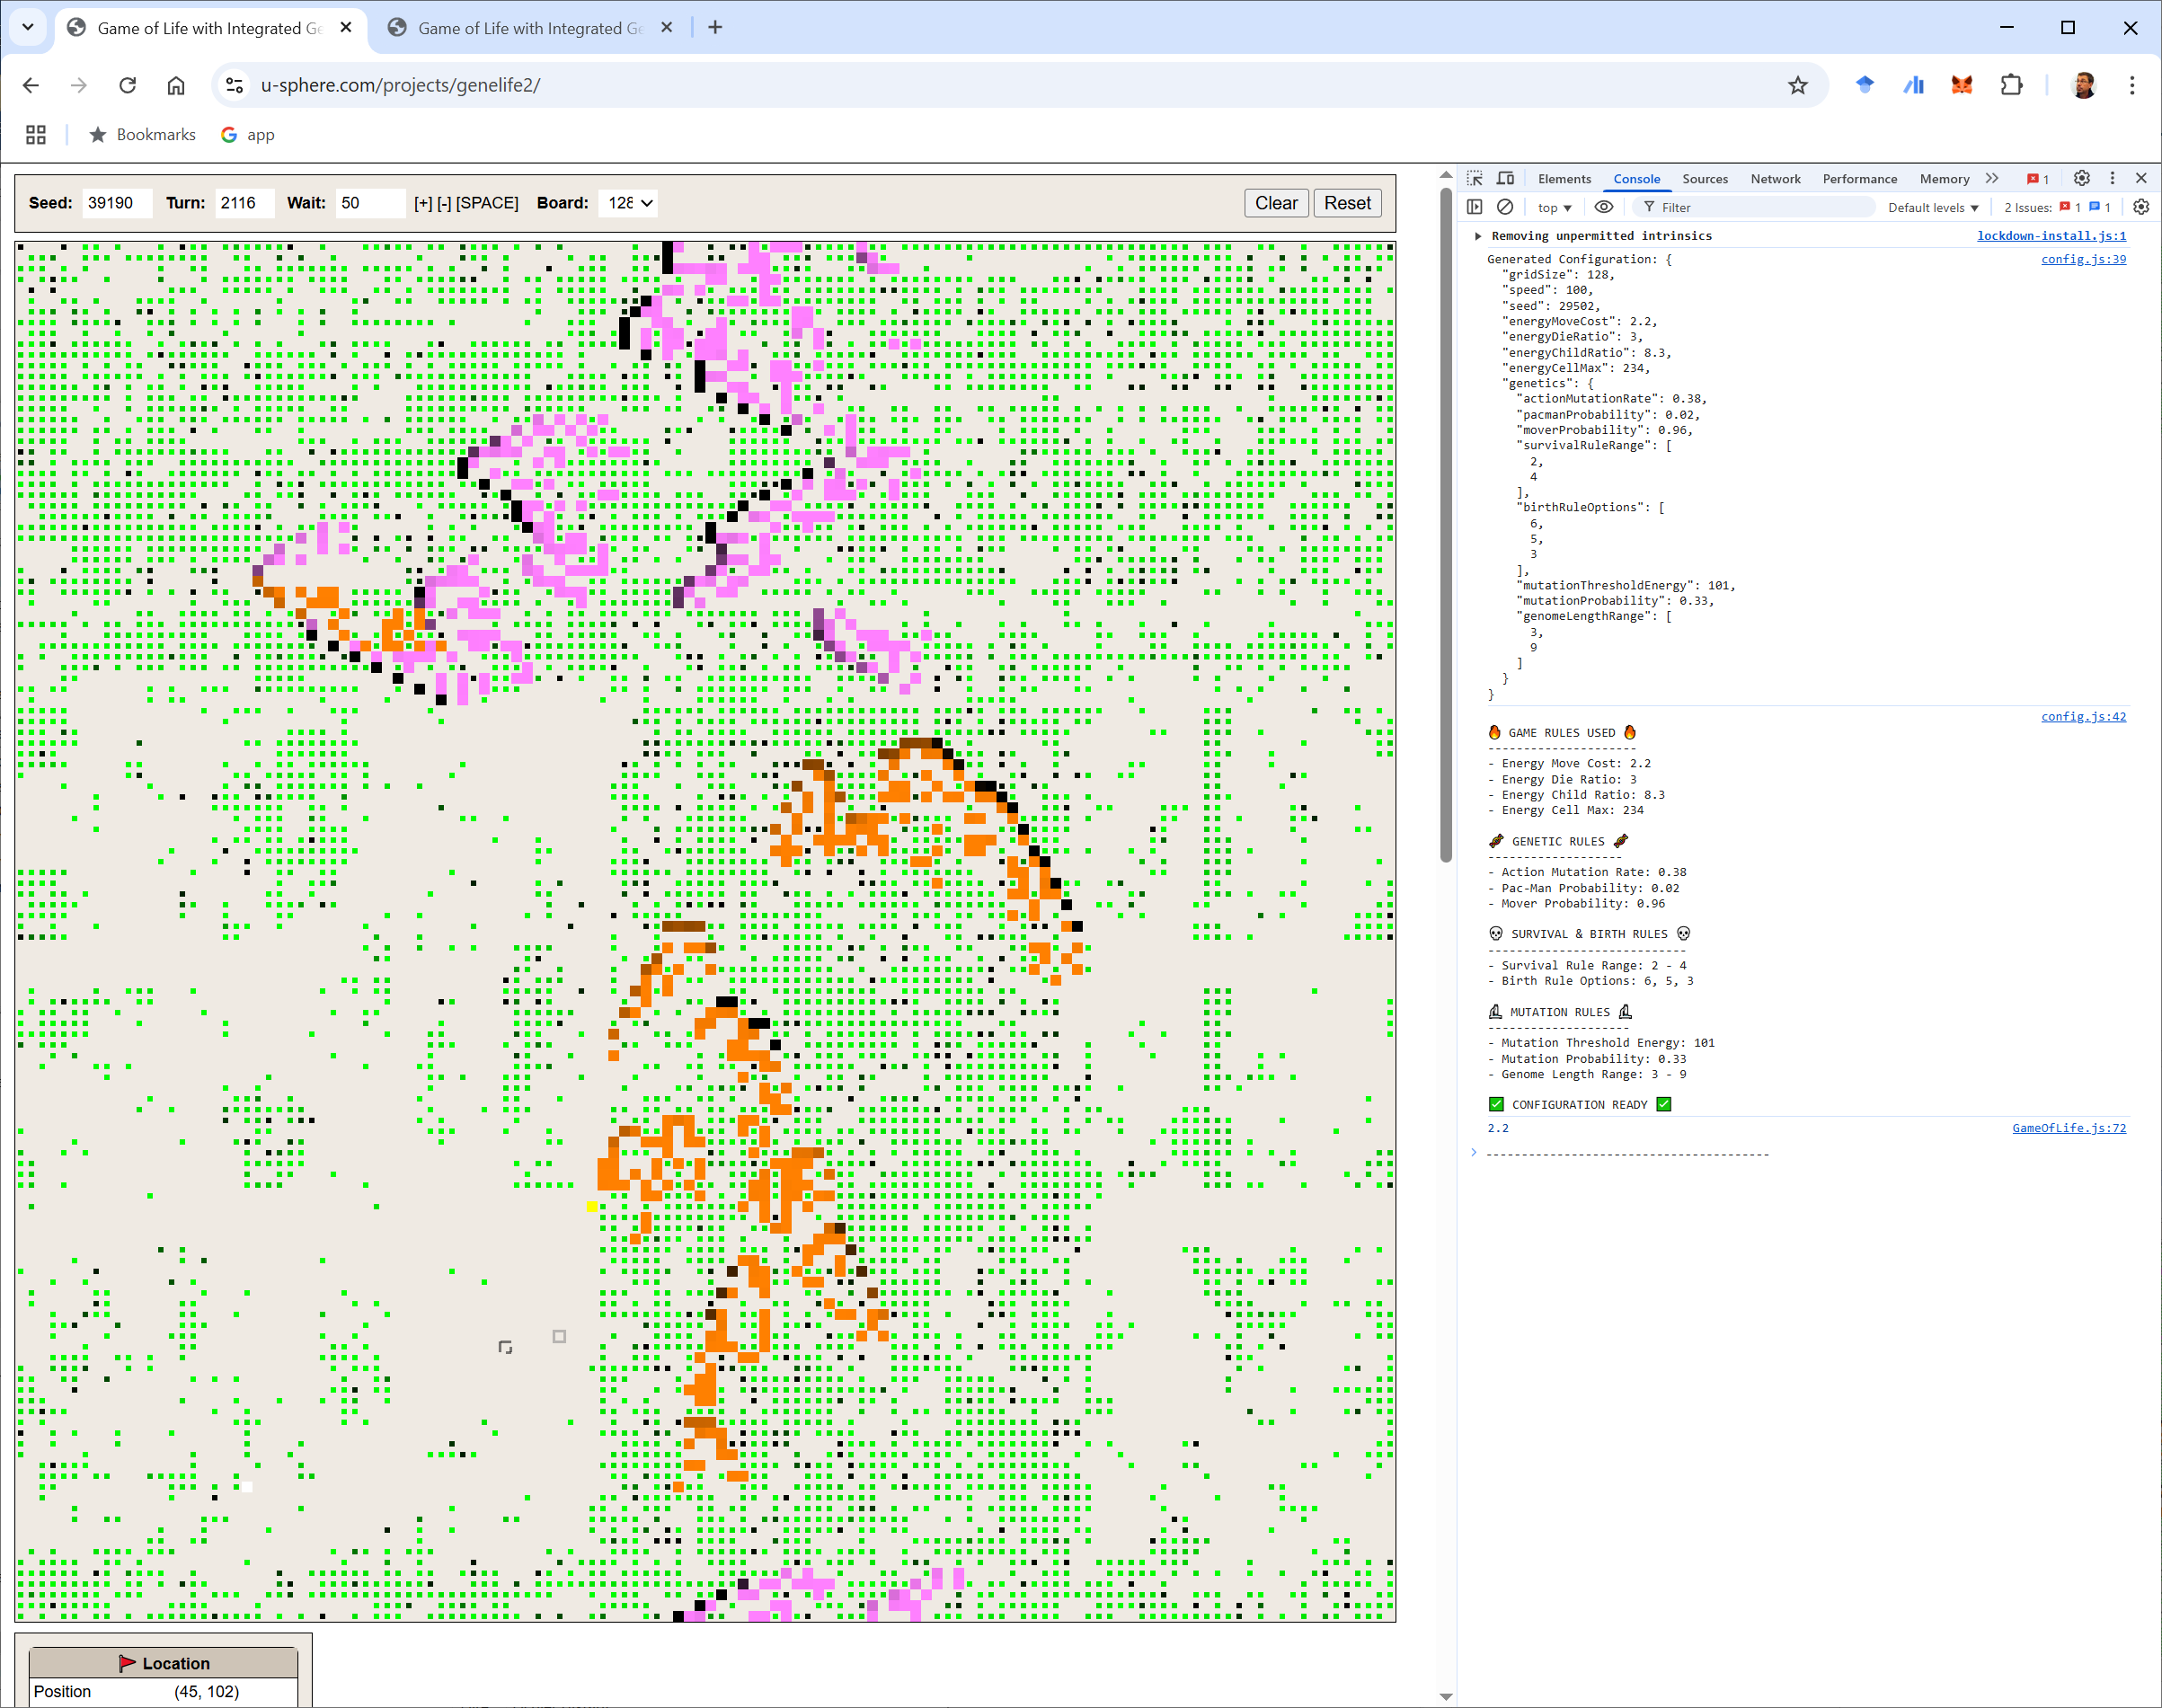 Game of Life with Integrated Ge
Game of Life with Integrated Ge
u-sphere.com/projects/genelife2/
Bookmarks
app
Seed: 39190 Turn: 2116 Wait: 50 [+] [-] [SPACE] Board: 128 Clear Reset
Location
Position (45, 102)
Elements Console Sources Network Performance Memory 1
top Filter Default levels 2 Issues: 1 1
Removing unpermitted intrinsics lockdown-install.js:1
Generated Configuration: { config.js:39
"gridSize": 128,
"speed": 100,
"seed": 29502,
"energyMoveCost": 2.2,
"energyDieRatio": 3,
"energyChildRatio": 8.3,
"energyCellMax": 234,
"genetics": {
"actionMutationRate": 0.38,
"pacmanProbability": 0.02,
"moverProbability": 0.96,
"survivalRuleRange": [
2,
4
],
"birthRuleOptions": [
6,
5,
3
],
"mutationThresholdEnergy": 101,
"mutationProbability": 0.33,
"genomeLengthRange": [
3,
9
]
}
}
config.js:42
🔥 GAME RULES USED 🔥
---------------------
- Energy Move Cost: 2.2
- Energy Die Ratio: 3
- Energy Child Ratio: 8.3
- Energy Cell Max: 234
🧬 GENETIC RULES 🧬
-------------------
- Action Mutation Rate: 0.38
- Pac-Man Probability: 0.02
- Mover Probability: 0.96
💀 SURVIVAL & BIRTH RULES 💀
----------------------------
- Survival Rule Range: 2 - 4
- Birth Rule Options: 6, 5, 3
MUTATION RULES
--------------------
- Mutation Threshold Energy: 101
- Mutation Probability: 0.33
- Genome Length Range: 3 - 9
✅ CONFIGURATION READY ✅
2.2 GameOfLife.js:72
----------------------------------------